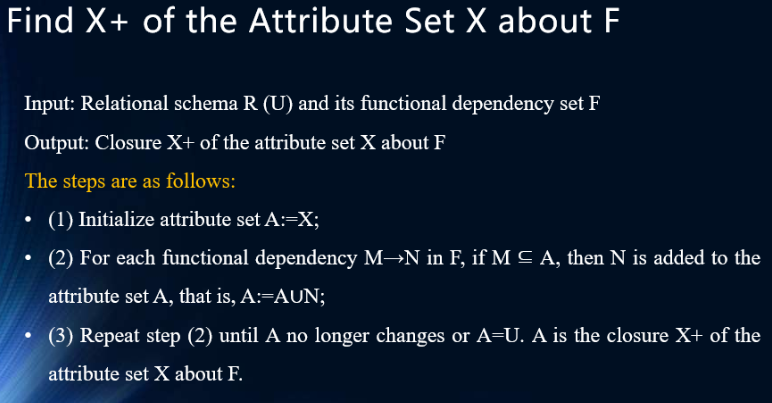 Find X+ of the Attribute Set X about F
Input: Relational schema R (U) and its functional dependency set F
Output: Closure X+ of the attribute set X about F
The steps are as follows:
• (1) Initialize attribute set A:=X;
• (2) For each functional dependency M→N in F, if M ⊆ A, then N is added to the
attribute set A, that is, A:=A∪N;
• (3) Repeat step (2) until A no longer changes or A=U. A is the closure X+ of the
attribute set X about F.